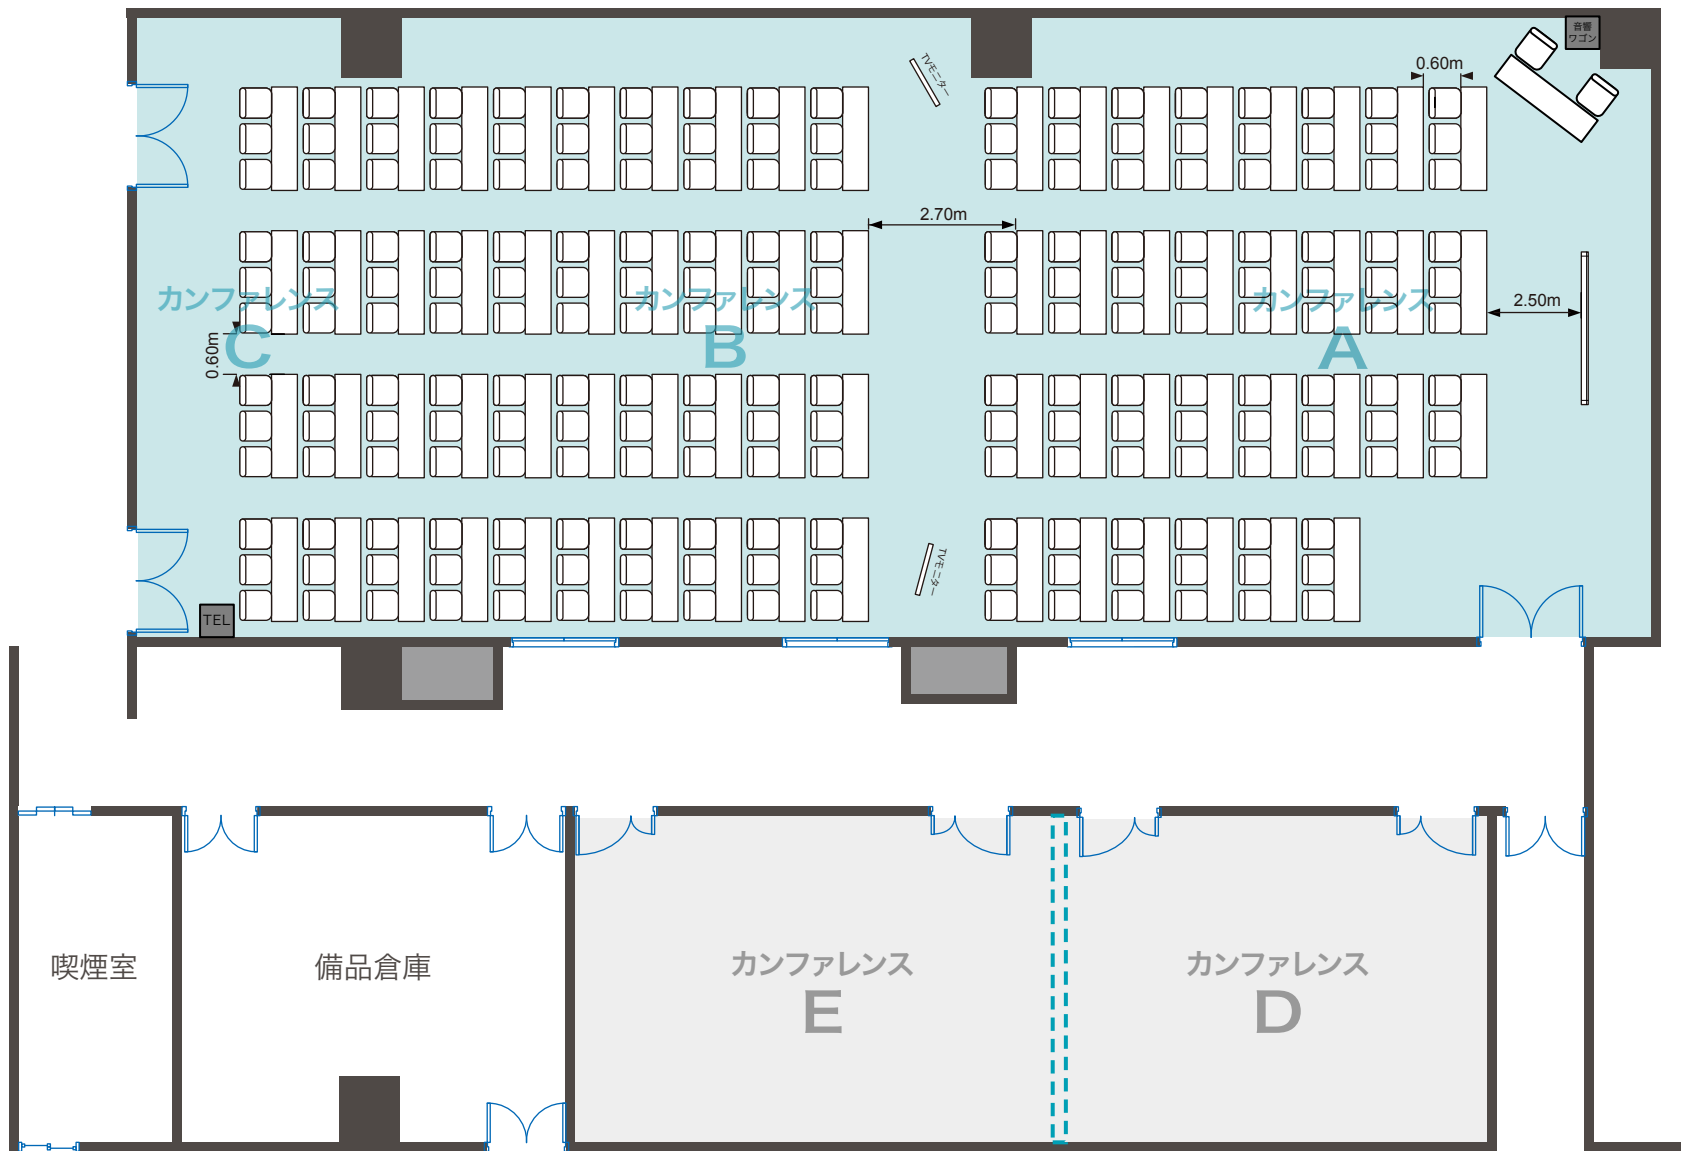 音響
ワゴン
TVモニター
0.60m
2.70m
カンファレンス
C
カンファレンス
B
カンファレンス
A
2.50m
0.60m
TVモニター
TEL
喫煙室
備品倉庫
カンファレンス
E
カンファレンス
D